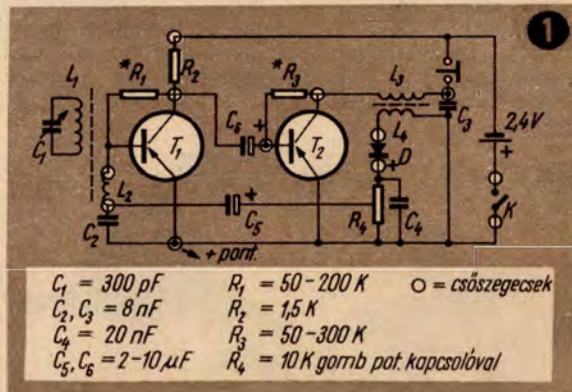 1
L₁
*R₁
R₂
*R₃
L₃
C₁
T₁
C₆ +
T₂
L₄
C₃
2,4V
+
D
+
L₂
C₂
C₅
+
R₄
C₄
K
+ pont.
C₁ = 300 pF
C₂, C₃ = 8 nF
C₄ = 20 nF
C₅, C₆ = 2-10 µF
R₁ = 50-200 K
R₂ = 1,5 K
R₃ = 50-300 K
R₄ = 10 K gomb pot. kapcsolóval
O = csőszegecsek